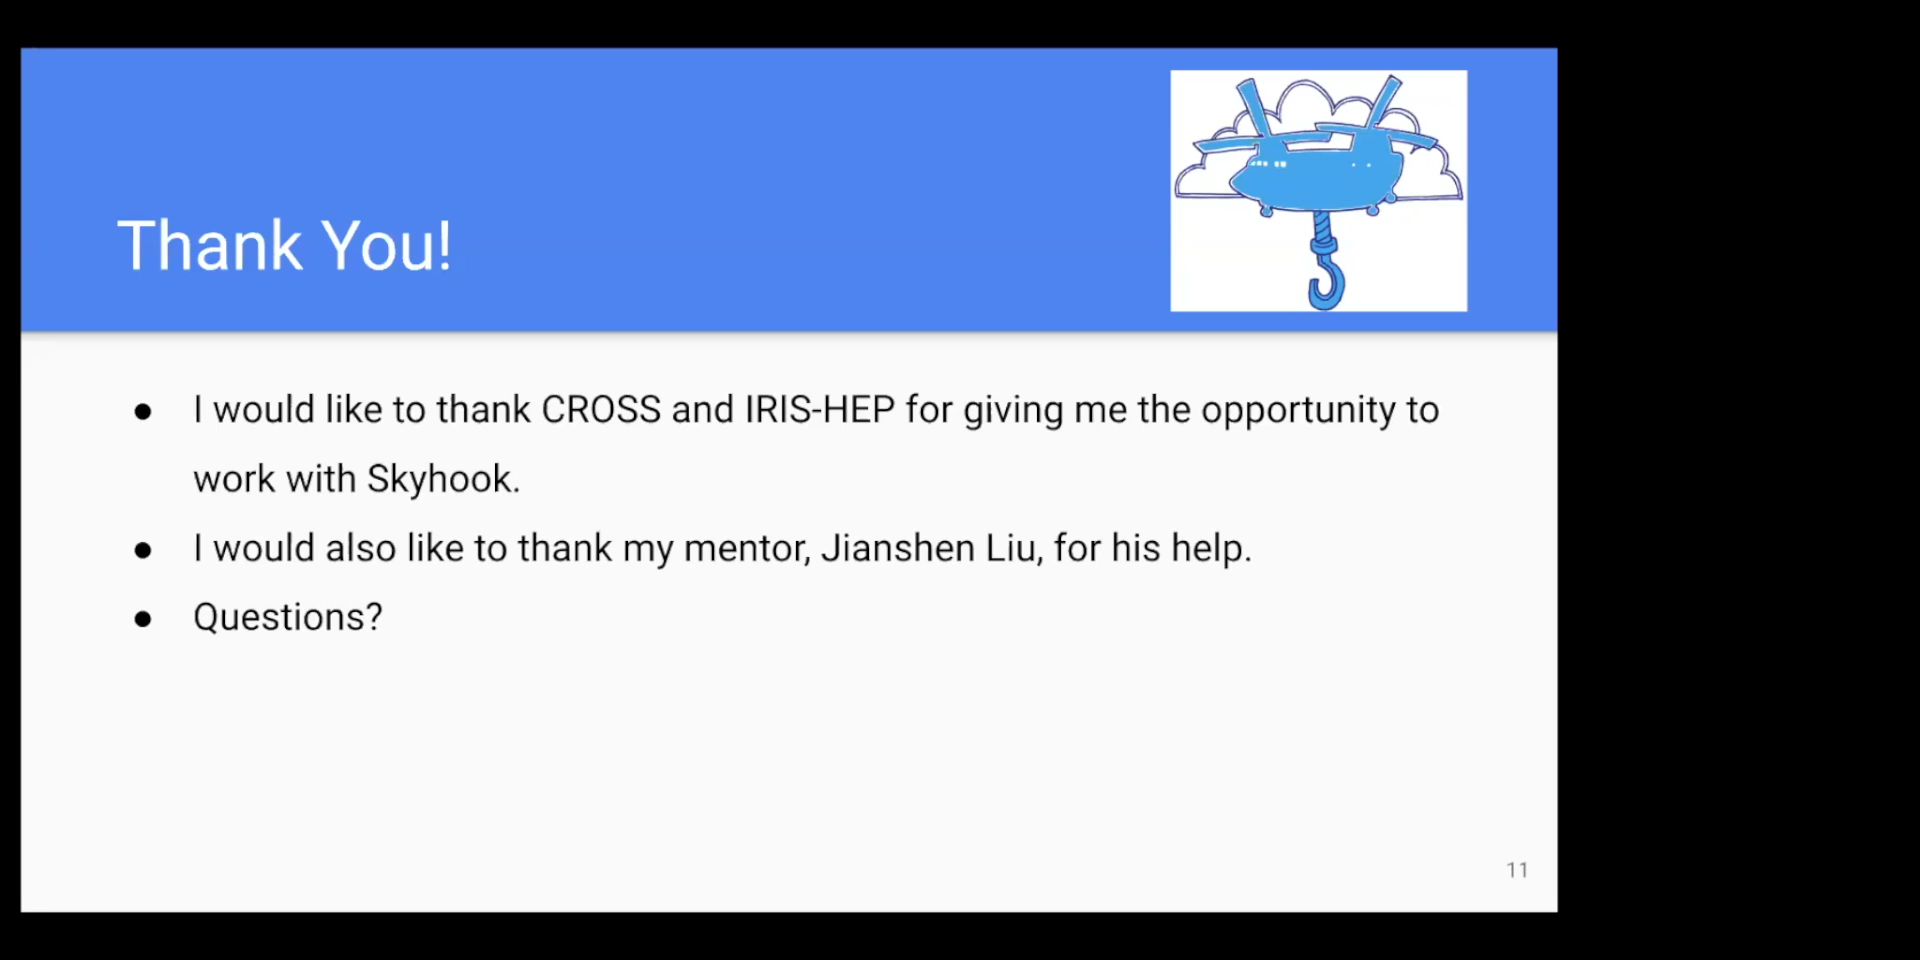 Thank You!
● I would like to thank CROSS and IRIS-HEP for giving me the opportunity to
work with Skyhook.
● I would also like to thank my mentor, Jianshen Liu, for his help.
● Questions?
11